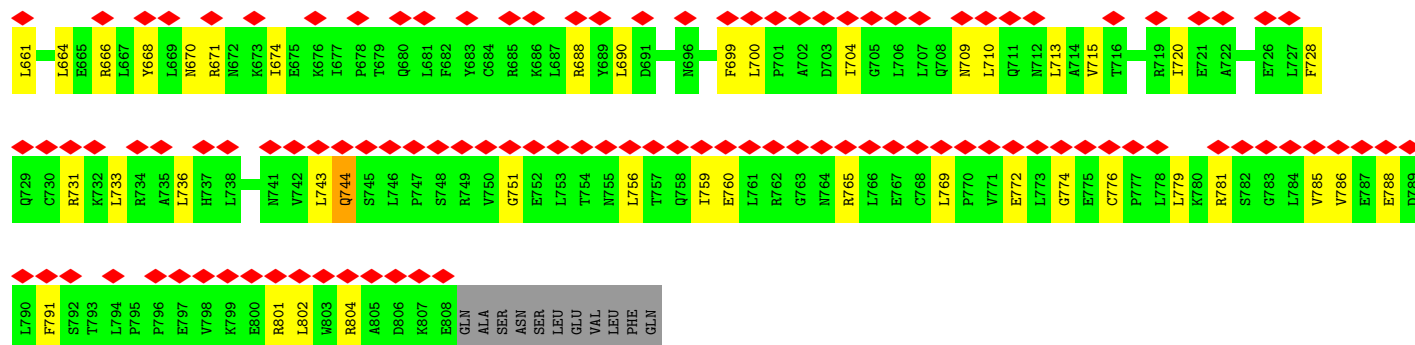 L661 L664 E665 R666 L667 Y668 L669 N670 R671 N672 K673 I674 E675 K676 I677 P678 T679 Q680 L681 F682 Y683 C684 R685 K686 L687 R688 Y689 L690 D691 N696 F699 L700 P701 A702 D703 I704 G705 L706 L707 Q708 N709 L710 Q711 N712 L713 A714 V715 T716 R719 I720 E721 A722 E726 L727 F728
Q729 C730 R731 K732 L733 R734 A735 L736 H737 L738 N741 V742 L743 Q744 S745 L746 P747 S748 R749 V750 G751 E752 L753 T754 N755 L756 T757 Q758 I759 E760 L761 R762 G763 N764 R765 L766 E767 C768 L769 P770 V771 E772 L773 G774 E775 C776 P777 L778 L779 K780 R781 S782 G783 L784 V785 V786 E787 E788 D789
L790 F791 S792 T793 L794 P795 P796 E797 V798 K799 E800 R801 L802 W803 R804 A805 D806 K807 E808 GLN ALA SER ASN SER LEU GLU VAL LEU PHE GLN